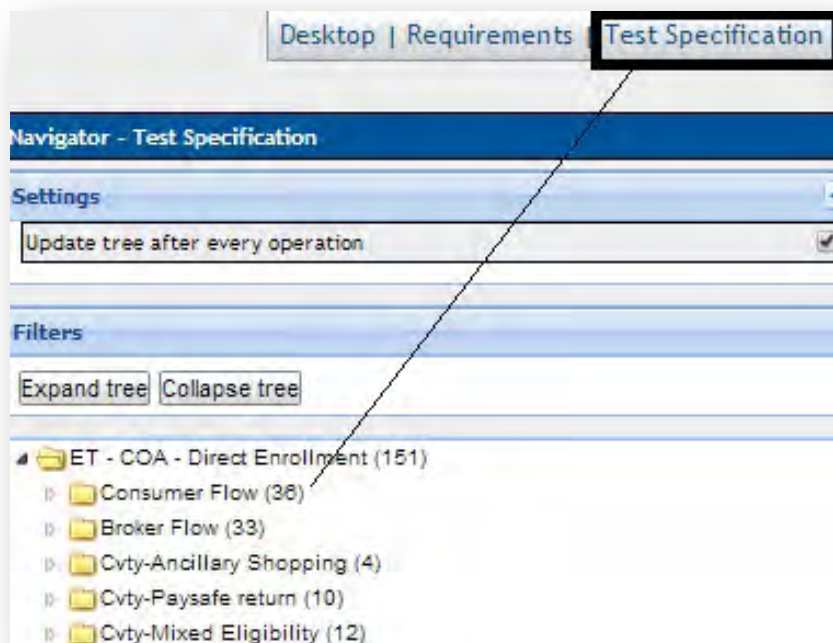 Desktop | Requirements | Test Specification
Navigator - Test Specification
Settings
Update tree after every operation
Filters
Expand tree Collapse tree
ET - COA - Direct Enrollment (151)
Consumer Flow (36)
Broker Flow (33)
Cvty-Ancillary Shopping (4)
Cvty-Paysafe return (10)
Cvty-Mixed Eligibility (12)